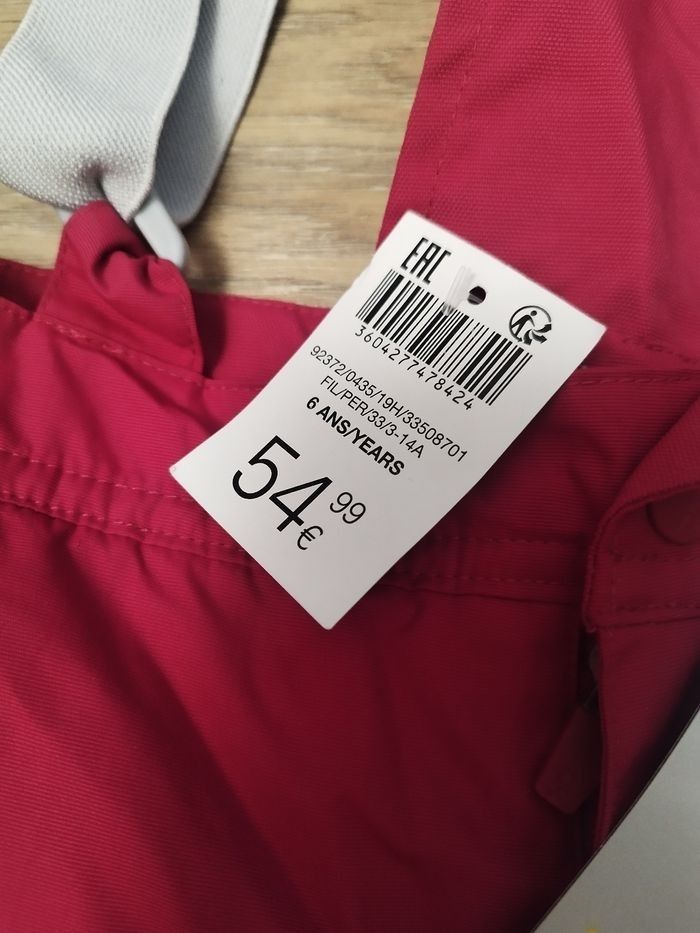 EAC
3604277478424
92372/0435/19H/33508701
FIL/PER/33/3-14A
6 ANS/YEARS
54,99
€